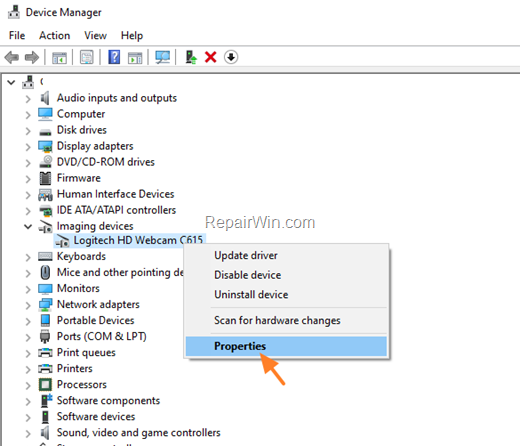 Device Manager
File Action View Help
Audio inputs and outputs
Computer
Disk drives
Display adapters
DVD/CD-ROM drives
Firmware
Human Interface Devices
IDE ATA/ATAPI controllers
Imaging devices
RepairWin.com
Logitech HD Webcam C615
Keyboards
Mice and other pointing de
Monitors
Network adapters
Portable Devices
Ports (COM & LPT)
Print queues
Printers
Processors
Software components
Software devices
Sound, video and game controllers
Update driver
Disable device
Uninstall device
Scan for hardware changes
Properties